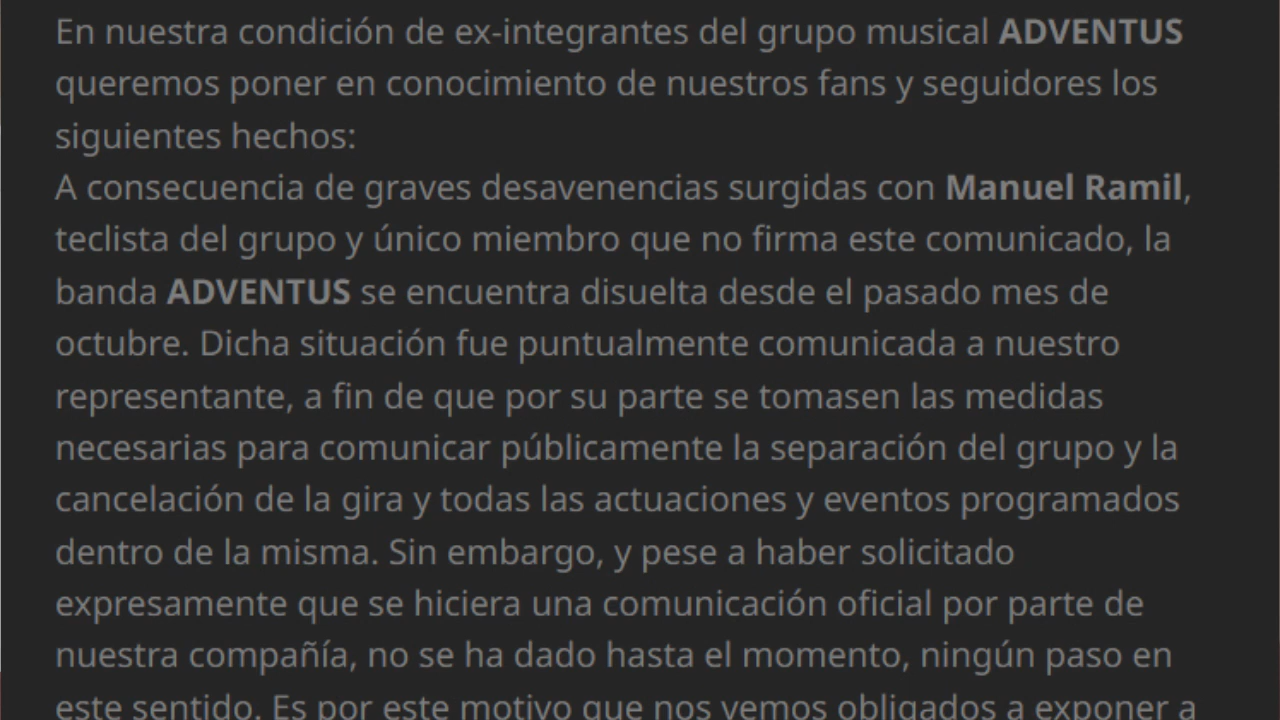 En nuestra condición de ex-integrantes del grupo musical ADVENTUS
queremos poner en conocimiento de nuestros fans y seguidores los
siguientes hechos:
A consecuencia de graves desavenencias surgidas con Manuel Ramil,
teclista del grupo y único miembro que no firma este comunicado, la
banda ADVENTUS se encuentra disuelta desde el pasado mes de
octubre. Dicha situación fue puntualmente comunicada a nuestro
representante, a fin de que por su parte se tomasen las medidas
necesarias para comunicar públicamente la separación del grupo y la
cancelación de la gira y todas las actuaciones y eventos programados
dentro de la misma. Sin embargo, y pese a haber solicitado
expresamente que se hiciera una comunicación oficial por parte de
nuestra compañía, no se ha dado hasta el momento, ningún paso en
este sentido. Es por este motivo que nos vemos obligados a exponer a